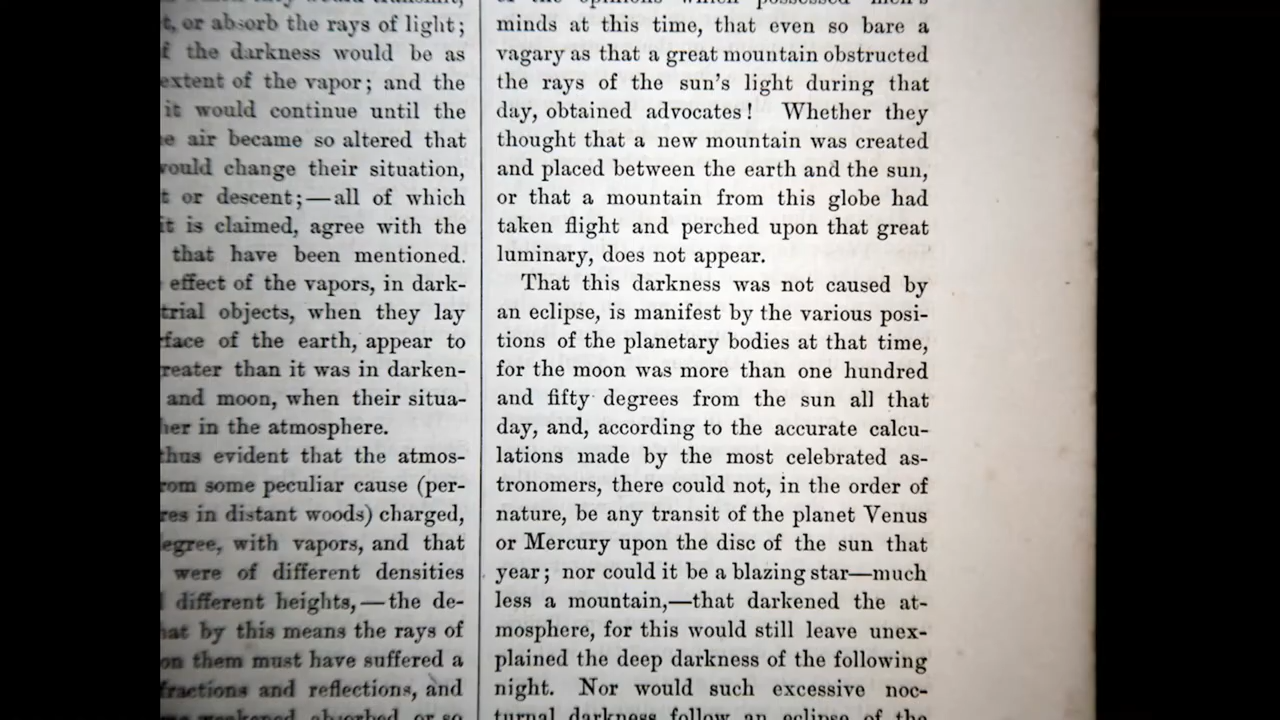 or absorb the rays of light;
the darkness would be as
extent of the vapor; and the
it would continue until the
air became so altered that
would change their situation,
or descent;—all of which
it is claimed, agree with the
that have been mentioned.
effect of the vapors, in dark-
trial objects, when they lay
face of the earth, appear to
reater than it was in darken-
and moon, when their situa-
her in the atmosphere.
thus evident that the atmos-
rom some peculiar cause (per-
res in distant woods) charged,
egree, with vapors, and that
were of different densities
different heights,—the de-
hat by this means the rays of
on them must have suffered a
fractions and reflections, and
minds at this time, that even so bare a
vagary as that a great mountain obstructed
the rays of the sun's light during that
day, obtained advocates! Whether they
thought that a new mountain was created
and placed between the earth and the sun,
or that a mountain from this globe had
taken flight and perched upon that great
luminary, does not appear.
That this darkness was not caused by
an eclipse, is manifest by the various posi-
tions of the planetary bodies at that time,
for the moon was more than one hundred
and fifty degrees from the sun all that
day, and, according to the accurate calcu-
lations made by the most celebrated as-
tronomers, there could not, in the order of
nature, be any transit of the planet Venus
or Mercury upon the disc of the sun that
year; nor could it be a blazing star—much
less a mountain,—that darkened the at-
mosphere, for this would still leave unex-
plained the deep darkness of the following
night. Nor would such excessive noc-
turnal darkness follow an eclipse of the